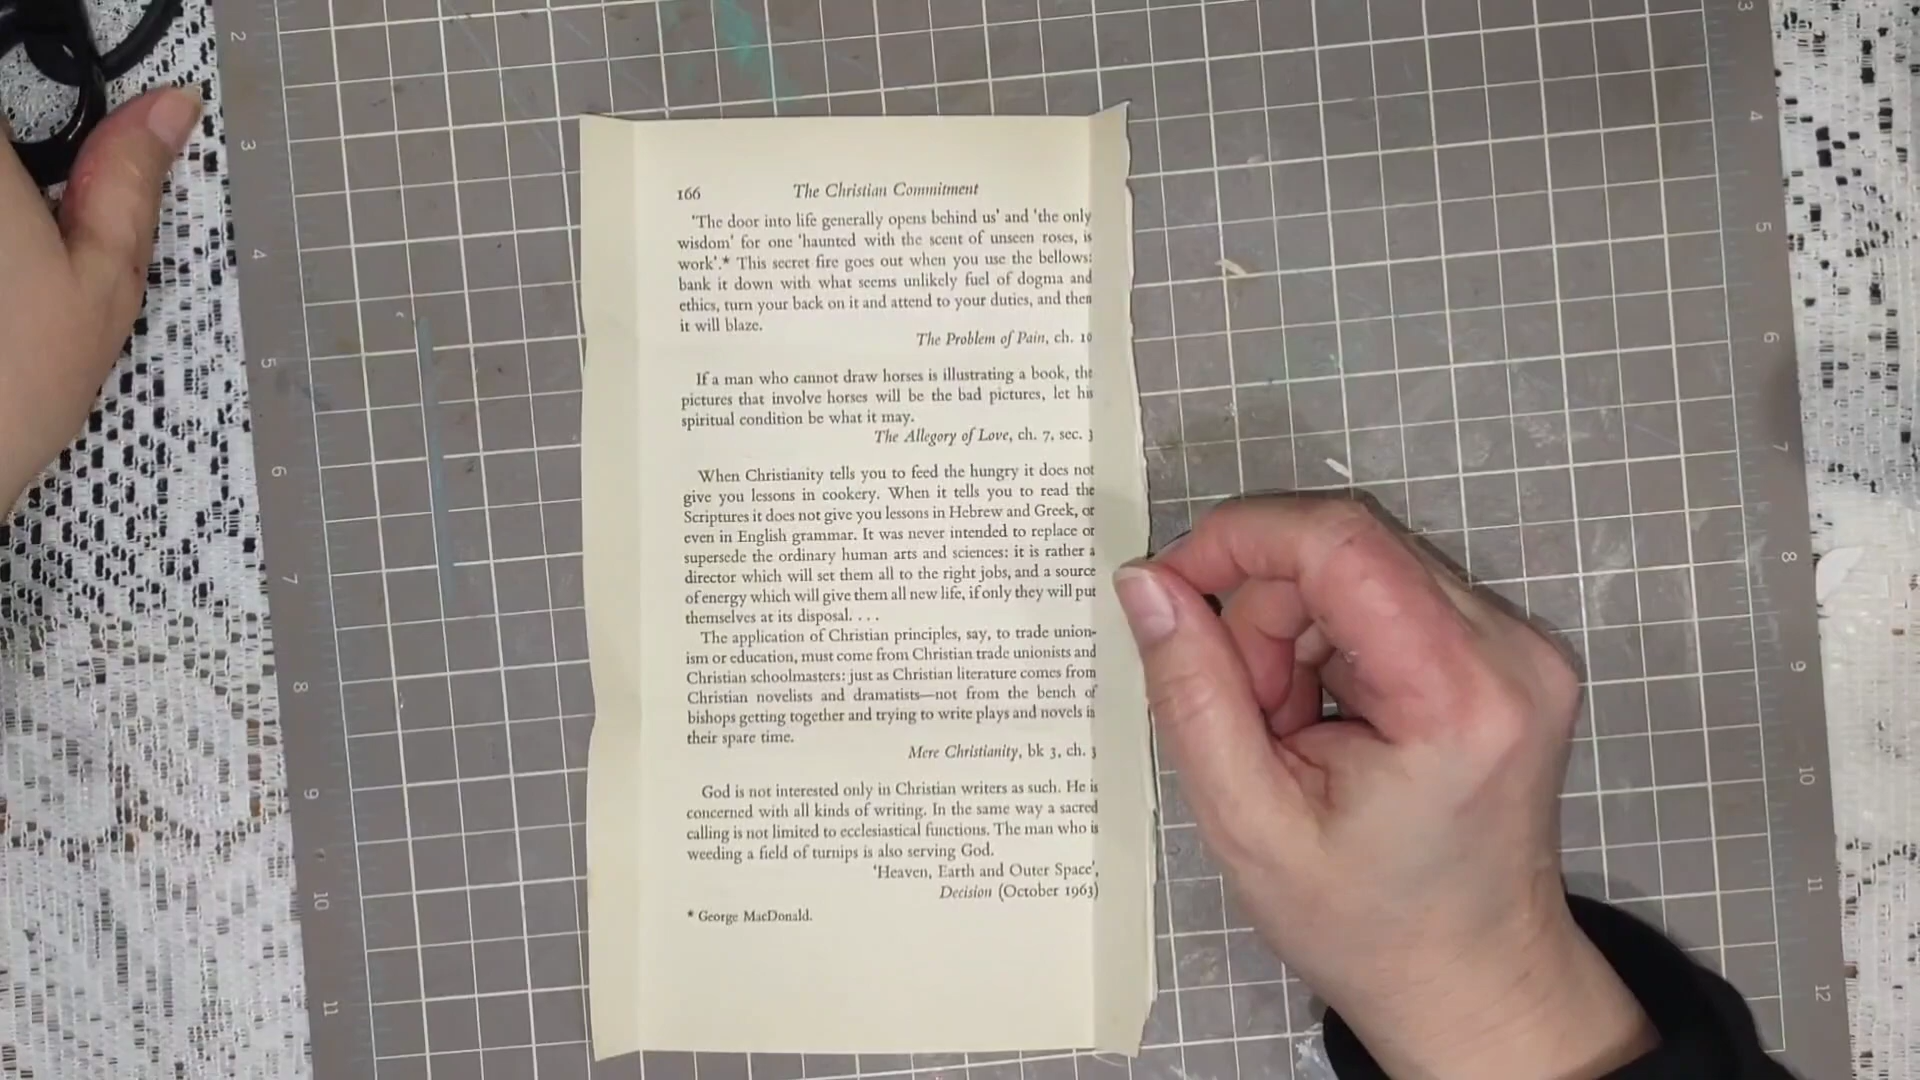 166 The Christian Commitment
'The door into life generally opens behind us' and 'the only
wisdom' for one 'haunted with the scent of unseen roses, is
work'.* This secret fire goes out when you use the bellows:
bank it down with what seems unlikely fuel of dogma and
ethics, turn your back on it and attend to your duties, and then
it will blaze.
The Problem of Pain, ch. 10
If a man who cannot draw horses is illustrating a book, the
pictures that involve horses will be the bad pictures, let his
spiritual condition be what it may.
The Allegory of Love, ch. 7, sec. 3
When Christianity tells you to feed the hungry it does not
give you lessons in cookery. When it tells you to read the
Scriptures it does not give you lessons in Hebrew and Greek, or
even in English grammar. It was never intended to replace or
supersede the ordinary human arts and sciences: it is rather a
director which will set them all to the right jobs, and a source
of energy which will give them all new life, if only they will put
themselves at its disposal. . . .
The application of Christian principles, say, to trade union-
ism or education, must come from Christian trade unionists and
Christian schoolmasters: just as Christian literature comes from
Christian novelists and dramatists—not from the bench of
bishops getting together and trying to write plays and novels in
their spare time.
Mere Christianity, bk 3, ch. 3
God is not interested only in Christian writers as such. He is
concerned with all kinds of writing. In the same way a sacred
calling is not limited to ecclesiastical functions. The man who is
weeding a field of turnips is also serving God.
'Heaven, Earth and Outer Space',
Decision (October 1963)
* George MacDonald.
2
3
4
5
6
7
8
9
10
11
3
4
5
6
7
8
9
10
11
12